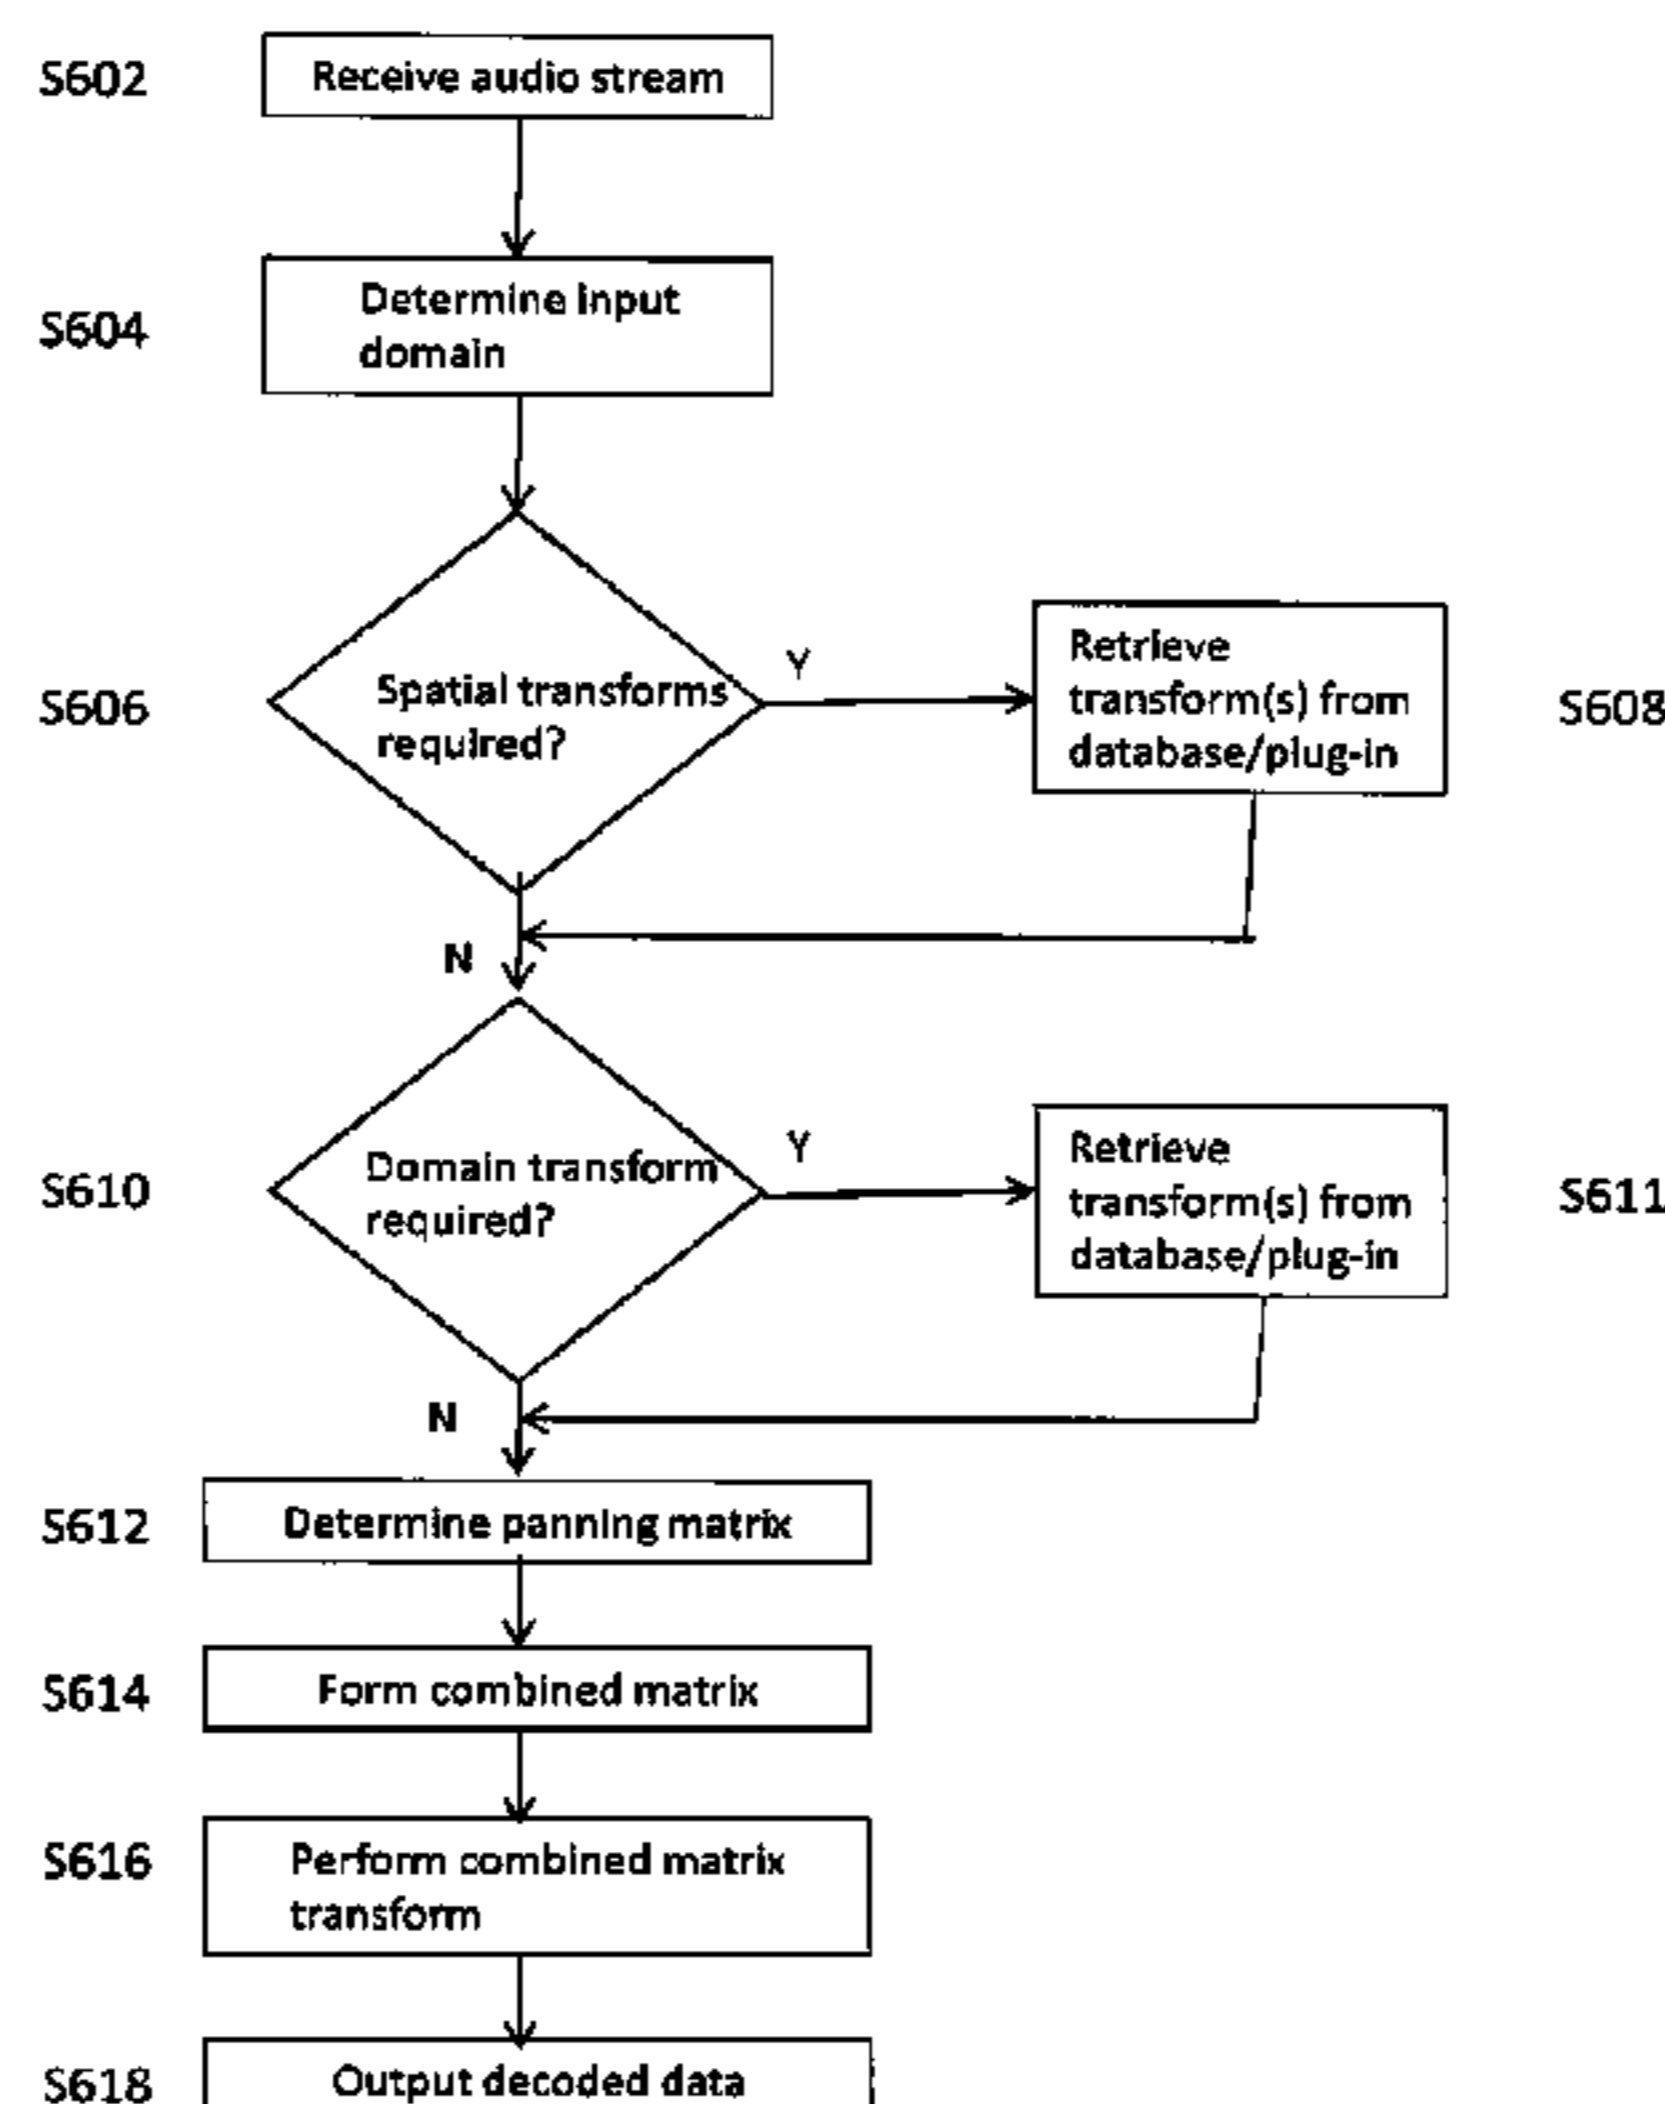 S602
Receive audio stream
S604
Determine input
domain
S606
Spatial transforms
required?
Y
Retrieve
transform(s) from
database/plug-in
S608
N
S610
Domain transform
required?
Y
Retrieve
transform(s) from
database/plug-in
S611
N
S612
Determine panning matrix
S614
Form combined matrix
S616
Perform combined matrix
transform
S618
Output decoded data